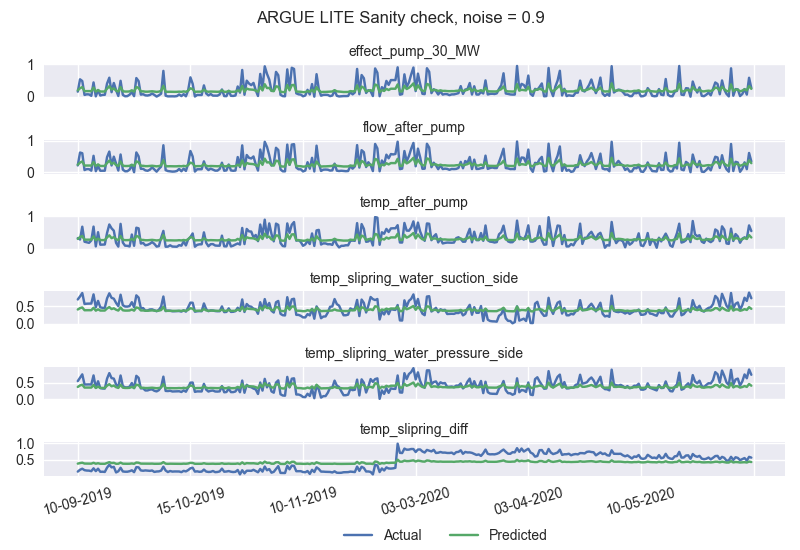 ARGUE LITE Sanity check, noise = 0.9
effect_pump_30_MW
1
0
flow_after_pump
1
0
temp_after_pump
1
0
temp_slipring_water_suction_side
0.5
0.0
temp_slipring_water_pressure_side
0.5
0.0
temp_slipring_diff
1.0
0.5
10-09-2019 15-10-2019 10-11-2019 03-03-2020 03-04-2020 10-05-2020
Actual Predicted